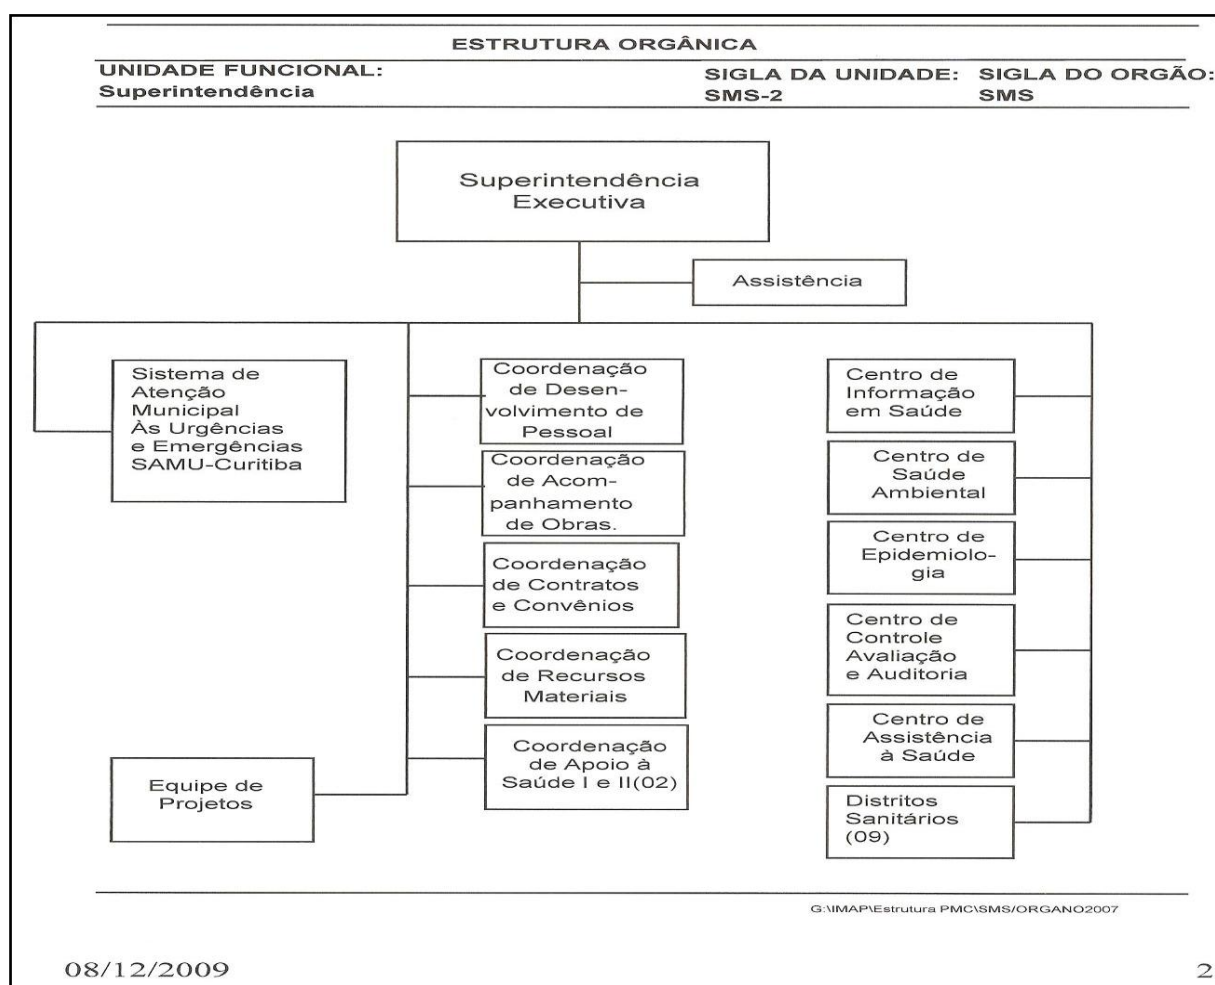 ESTRUTURA ORGÂNICA
UNIDADE FUNCIONAL:
Superintendência
SIGLA DA UNIDADE:
SMS-2
SIGLA DO ORGÃO:
SMS
Superintendência
Executiva
Assistência
Sistema de
Atenção
Municipal
Às Urgências
e Emergências
SAMU-Curitiba
Equipe de
Projetos
Coordenação
de Desen-
volvimento de
Pessoal
Coordenação
de Acom-
panhamento
de Obras.
Coordenação
de Contratos
e Convênios
Coordenação
de Recursos
Materiais
Coordenação
de Apoio à
Saúde I e II(02)
Centro de
Informação
em Saúde
Centro de
Saúde
Ambiental
Centro de
Epidemiolo-
gia
Centro de
Controle
Avaliação
e Auditoria
Centro de
Assistência
à Saúde
Distritos
Sanitários
(09)
G:\IMAP\Estrutura PMC\SMS/ORGANO2007
08/12/2009
2